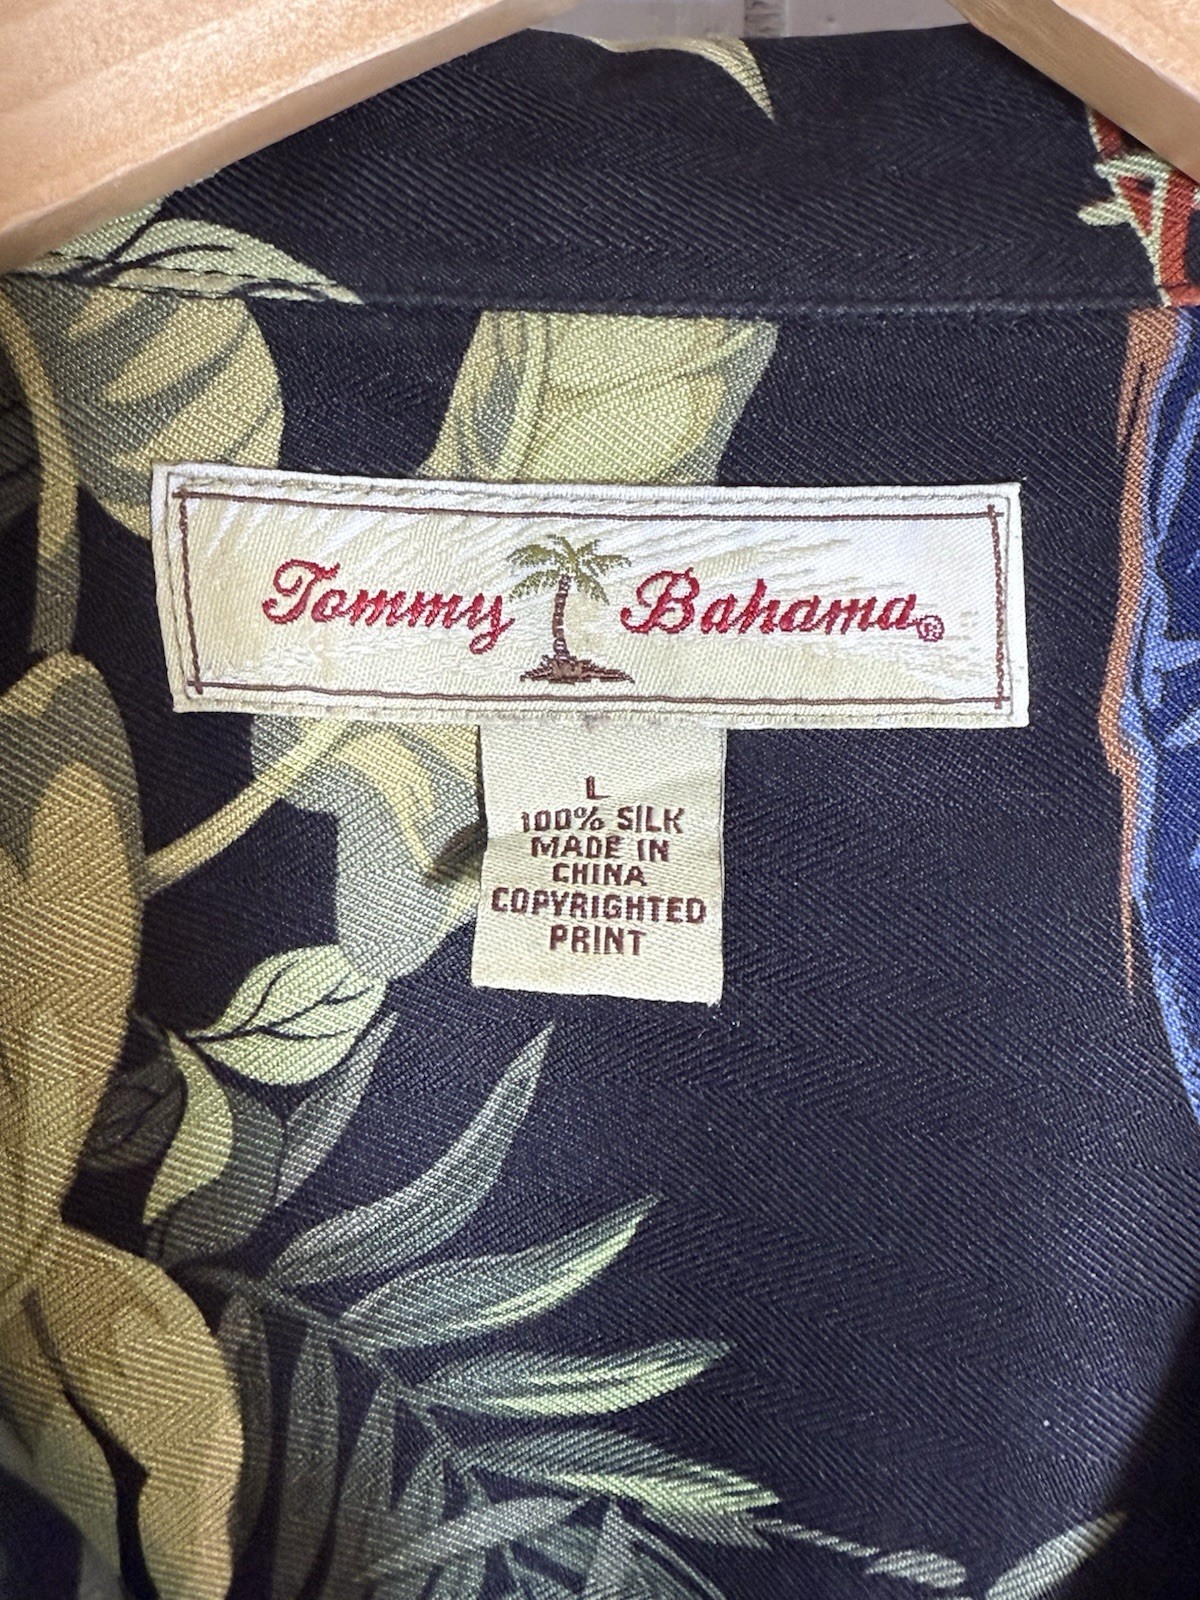 Tommy Bahama®
L
100% SILK
MADE IN
CHINA
COPYRIGHTED
PRINT